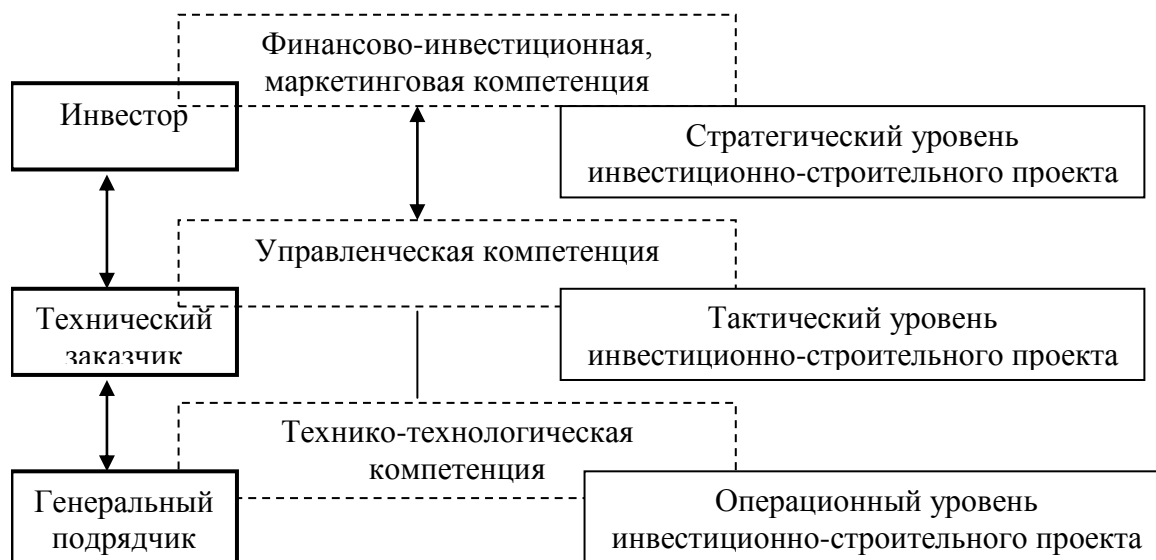 Финансово-инвестиционная,
маркетинговая компетенция
Инвестор
Стратегический уровень
инвестиционно-строительного проекта
Управленческая компетенция
Технический
заказчик
Тактический уровень
инвестиционно-строительного проекта
Технико-технологическая
компетенция
Генеральный
подрядчик
Операционный уровень
инвестиционно-строительного проекта